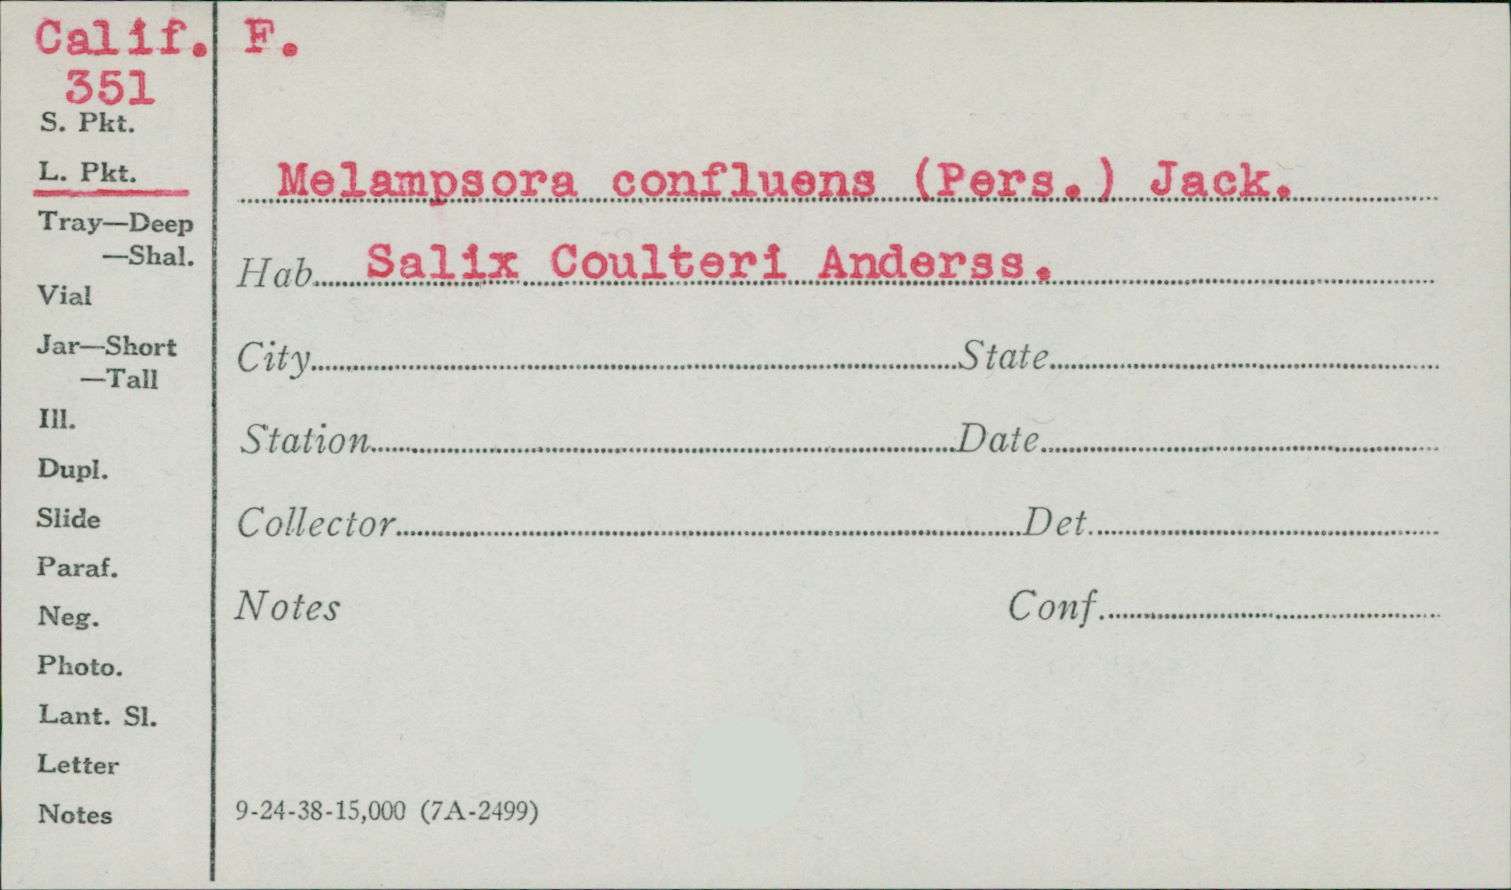 Calif. F.
351
S. Pkt.
L. Pkt.
Melampsora confluens (Pers.) Jack.
Tray—Deep
—Shal.
Hab. Salix Coulteri Anderss.
Vial
Jar—Short
—Tall
City State
Ill.
Station Date
Dupl.
Slide
Collector Det.
Paraf.
Neg.
Notes Conf.
Photo.
Lant. Sl.
Letter
Notes
9-24-38-15,000 (7A-2499)